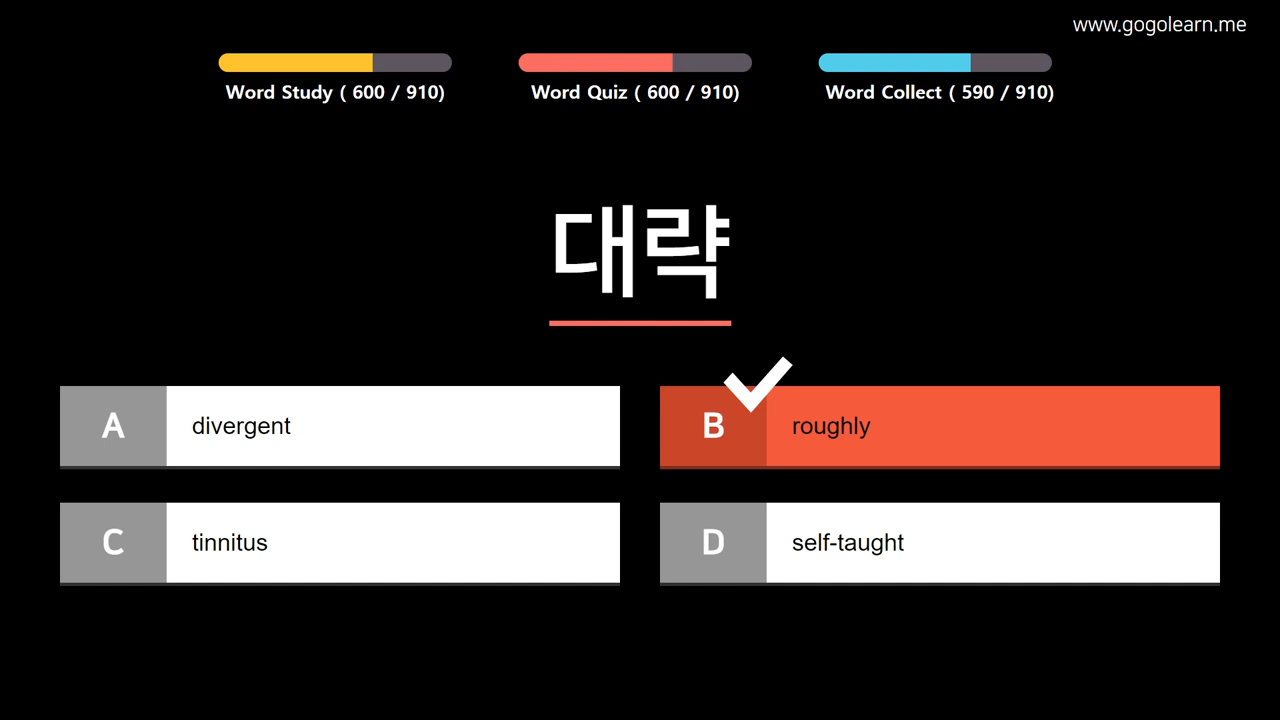 www.gogolearn.me
Word Study ( 600 / 910)
Word Quiz ( 600 / 910)
Word Collect ( 590 / 910)
대략
A divergent
B roughly
C tinnitus
D self-taught